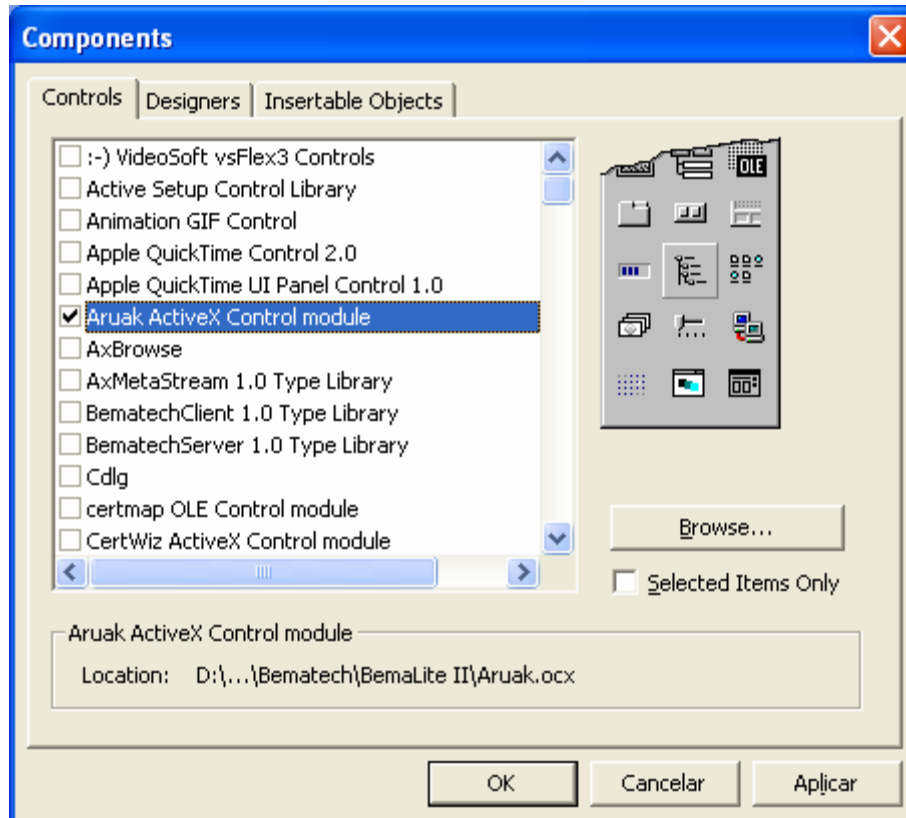 Components
Controls Designers Insertable Objects
:-) VideoSoft vsFlex3 Controls
Active Setup Control Library
Animation GIF Control
Apple QuickTime Control 2.0
Apple QuickTime UI Panel Control 1.0
Aruak ActiveX Control module
AxBrowse
AxMetaStream 1.0 Type Library
BematechClient 1.0 Type Library
BematechServer 1.0 Type Library
Cdlg
certmap OLE Control module
CertWiz ActiveX Control module
OLE
Browse...
Selected Items Only
Aruak ActiveX Control module
Location: D:\...\Bematech\BemaLite II\Aruak.ocx
OK Cancelar Aplicar